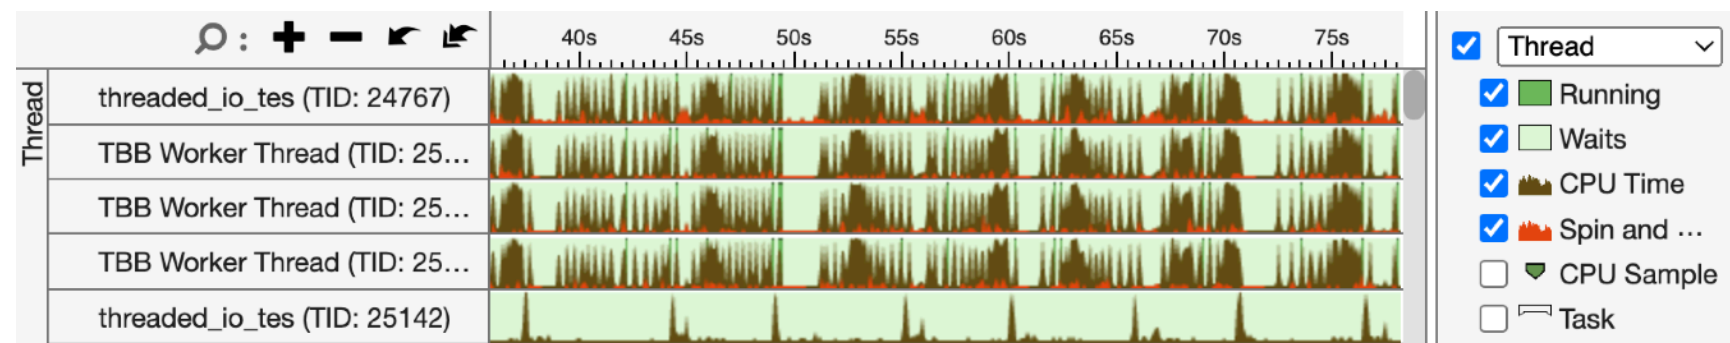 :
40s 45s 50s 55s 60s 65s 70s 75s
Thread
threaded_io_tes (TID: 24767)
TBB Worker Thread (TID: 25...
TBB Worker Thread (TID: 25...
TBB Worker Thread (TID: 25...
threaded_io_tes (TID: 25142)
Thread
Running
Waits
CPU Time
Spin and ...
CPU Sample
Task